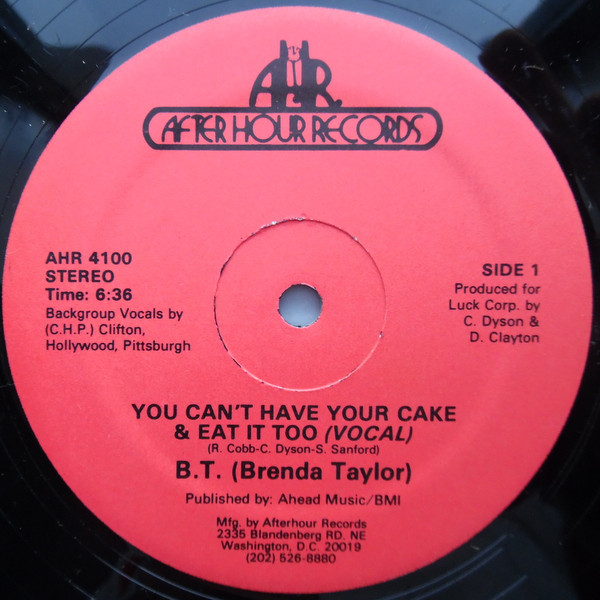 AHR
AFTER HOUR RECORDS
AHR 4100
STEREO
Time: 6:36
Backgroup Vocals by
(C.H.P.) Clifton,
Hollywood, Pittsburgh
SIDE 1
Produced for
Luck Corp. by
C. Dyson &
D. Clayton
YOU CAN'T HAVE YOUR CAKE
& EAT IT TOO (VOCAL)
(R. Cobb-C. Dyson-S. Sanford)
B.T. (Brenda Taylor)
Published by: Ahead Music/BMI
Mfg. by Afterhour Records
2335 Blandenberg RD. NE
Washington, D.C. 20019
(202) 526-8880